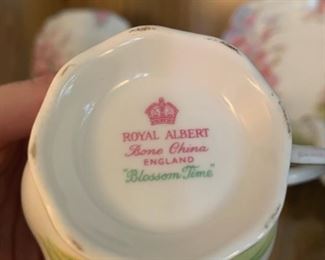 ROYAL ALBERT
Bone China
ENGLAND
"Blossom Time"